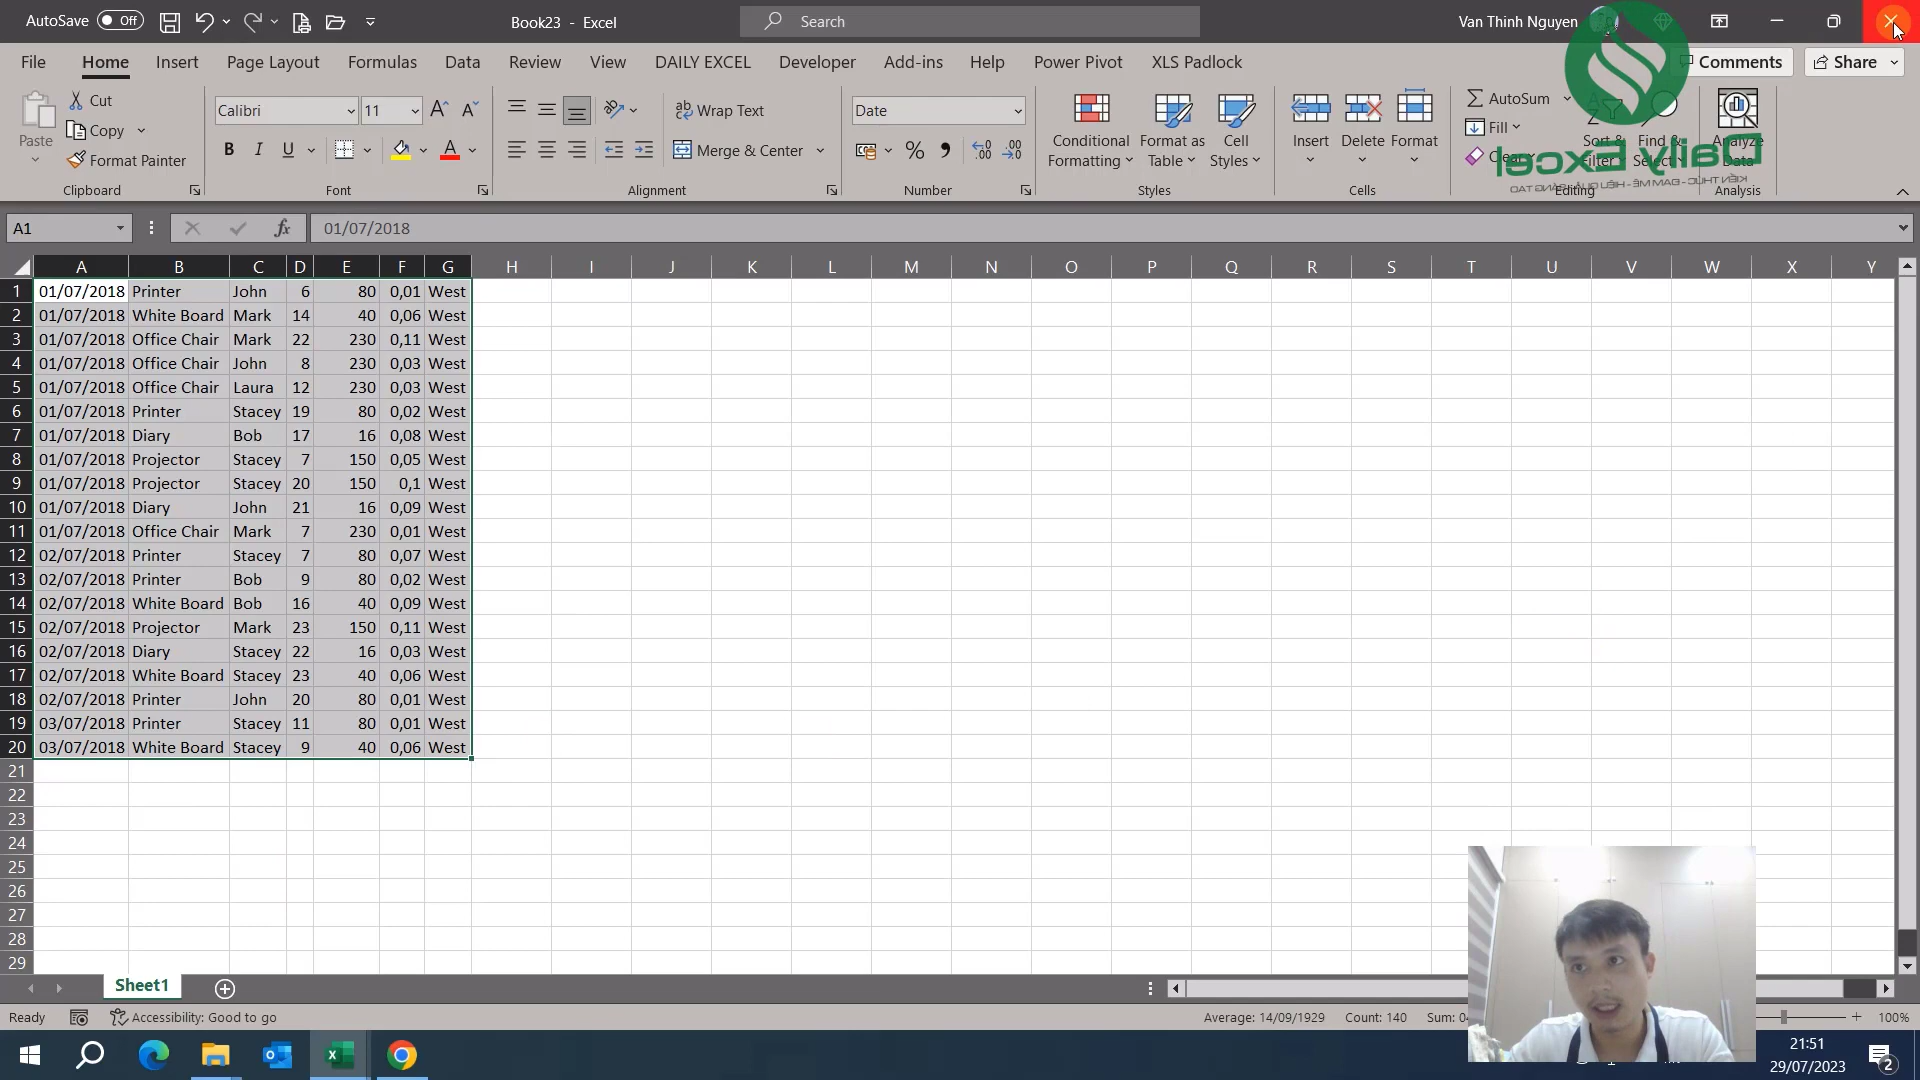 AutoSave Off Book23 - Excel Search Van Thinh Nguyen
File Home Insert Page Layout Formulas Data Review View DAILY EXCEL Developer Add-ins Help Power Pivot XLS Padlock Comments Share
Paste
Cut
Copy
Format Painter
Clipboard
Calibri 11
B I U
Font
Wrap Text
Merge & Center
Alignment
Date
Number
Conditional Formatting
Format as Table
Cell Styles
Styles
Insert
Delete
Format
Cells
AutoSum
Fill
Clear
Sort & Filter
Find & Select
Editing
Analyze Data
Analysis
Daily Excel
A1 fx 01/07/2018
A B C D E F G H I J K L M N O P Q R S T U V W X Y
1 01/07/2018 Printer John 6 80 0,01 West
2 01/07/2018 White Board Mark 14 40 0,06 West
3 01/07/2018 Office Chair Mark 22 230 0,11 West
4 01/07/2018 Office Chair John 8 230 0,03 West
5 01/07/2018 Office Chair Laura 12 230 0,03 West
6 01/07/2018 Printer Stacey 19 80 0,02 West
7 01/07/2018 Diary Bob 17 16 0,08 West
8 01/07/2018 Projector Stacey 7 150 0,05 West
9 01/07/2018 Projector Stacey 20 150 0,1 West
10 01/07/2018 Diary John 21 16 0,09 West
11 01/07/2018 Office Chair Mark 7 230 0,01 West
12 02/07/2018 Printer Stacey 7 80 0,07 West
13 02/07/2018 Printer Bob 9 80 0,02 West
14 02/07/2018 White Board Bob 16 40 0,09 West
15 02/07/2018 Projector Mark 23 150 0,11 West
16 02/07/2018 Diary Stacey 22 16 0,03 West
17 02/07/2018 White Board Stacey 23 40 0,06 West
18 02/07/2018 Printer John 20 80 0,01 West
19 03/07/2018 Printer Stacey 11 80 0,01 West
20 03/07/2018 White Board Stacey 9 40 0,06 West
21
22
23
24
25
26
27
28
29
Sheet1
Ready Accessibility: Good to go Average: 14/09/1929 Count: 140 Sum: 100%
21:51
29/07/2023
2